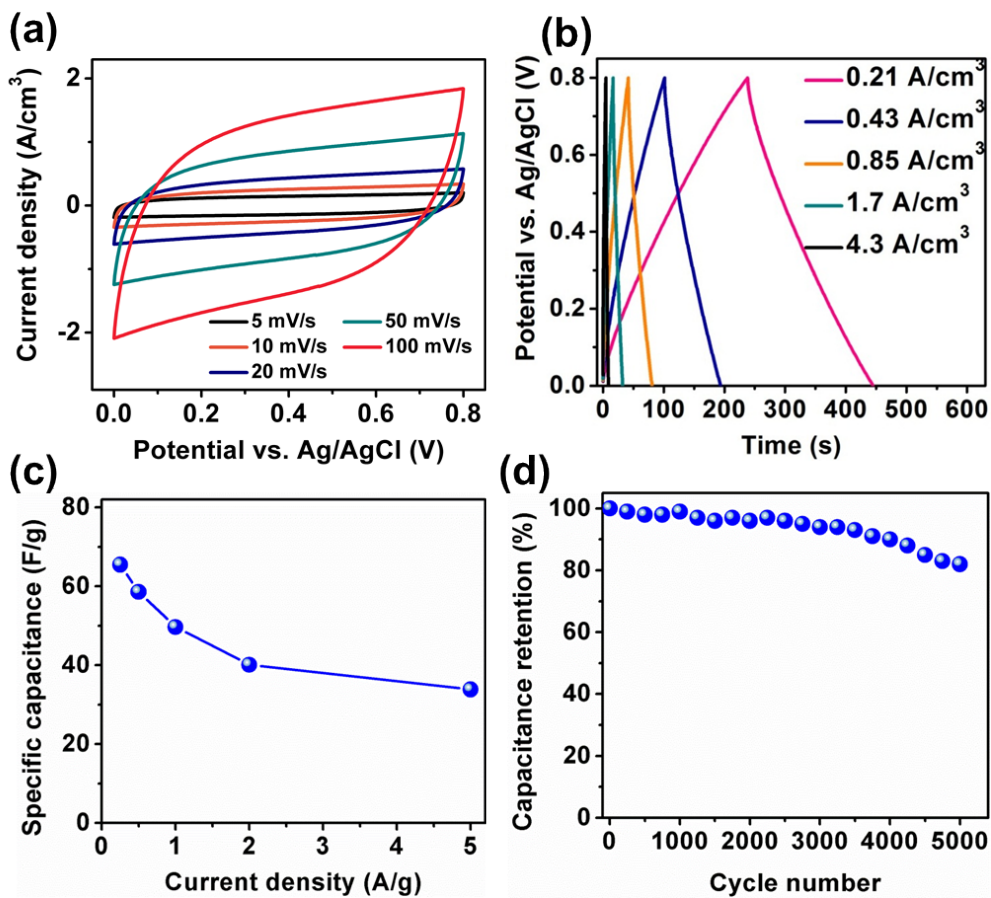 (a)
Current density (A/cm³)
2
0
-2
5 mV/s
50 mV/s
10 mV/s
100 mV/s
20 mV/s
0.0 0.2 0.4 0.6 0.8
Potential vs. Ag/AgCl (V)
(b)
Potential vs. Ag/AgCl (V)
0.8
0.4
0.0
0.21 A/cm³
0.43 A/cm³
0.85 A/cm³
1.7 A/cm³
4.3 A/cm³
0 100 200 300 400 500 600
Time (s)
(c)
Specific capacitance (F/g)
80
60
40
20
0
0 1 2 3 4 5
Current density (A/g)
(d)
Capacitance retention (%)
100
80
60
40
20
0
0 1000 2000 3000 4000 5000
Cycle number